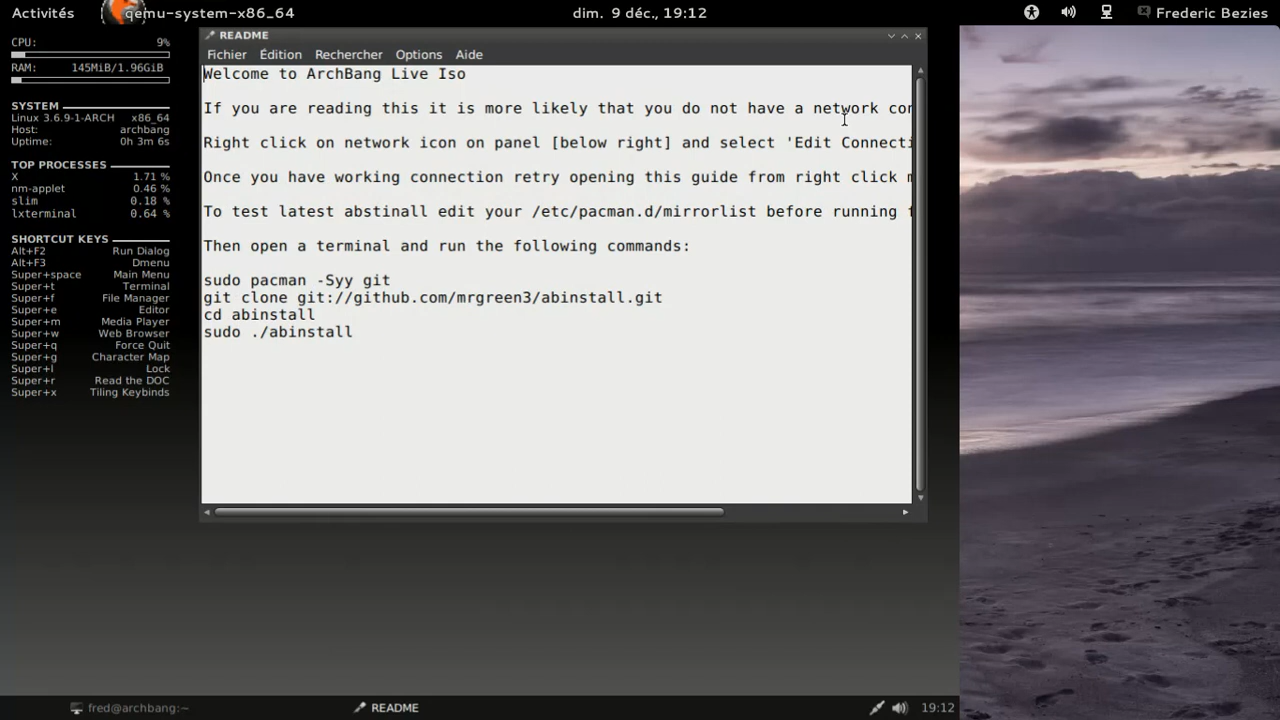 Activités qemu-system-x86_64 dim. 9 déc., 19:12 Frederic Bezies
CPU: 9%
RAM: 145MiB/1.96GiB
SYSTEM
Linux 3.6.9-1-ARCH x86_64
Host: archbang
Uptime: 0h 3m 6s
TOP PROCESSES
X 1.71 %
nm-applet 0.46 %
slim 0.18 %
lxterminal 0.64 %
SHORTCUT KEYS
Alt+F2 Run Dialog
Alt+F3 Dmenu
Super+space Main Menu
Super+t Terminal
Super+f File Manager
Super+e Editor
Super+m Media Player
Super+w Web Browser
Super+q Force Quit
Super+g Character Map
Super+l Lock
Super+r Read the DOC
Super+x Tiling Keybinds
README
Fichier Édition Rechercher Options Aide
Welcome to ArchBang Live Iso
If you are reading this it is more likely that you do not have a network con
Right click on network icon on panel [below right] and select 'Edit Connecti
Once you have working connection retry opening this guide from right click m
To test latest abstinall edit your /etc/pacman.d/mirrorlist before running f
Then open a terminal and run the following commands:
sudo pacman -Syy git
git clone git://github.com/mrgreen3/abinstall.git
cd abinstall
sudo ./abinstall
fred@archbang:~ README 19:12